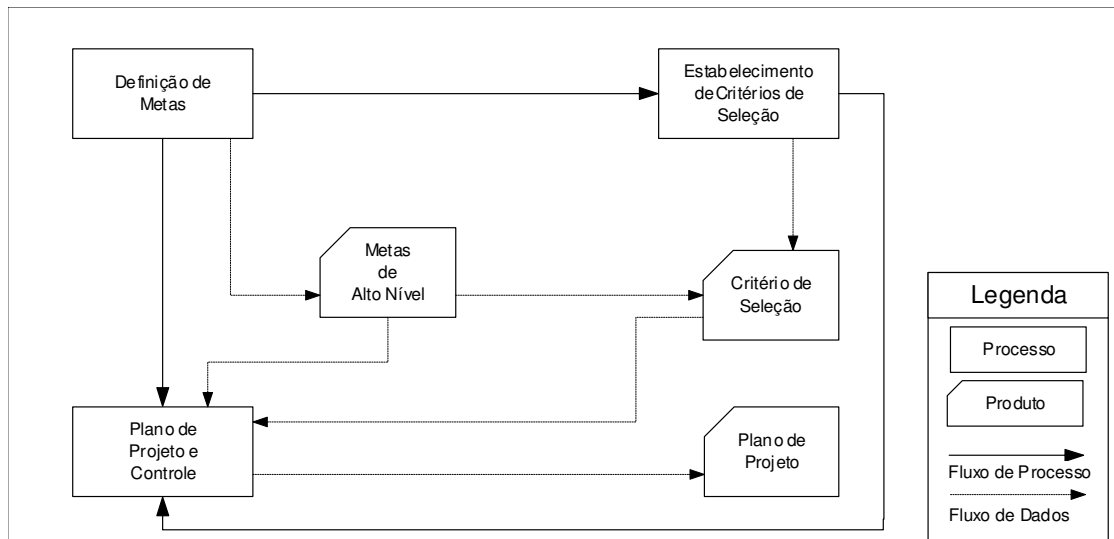 Definição de
Metas
Estabelecimento
de Critérios de
Seleção
Metas
de
Alto Nível
Critério de
Seleção
Plano de
Projeto e
Controle
Plano de
Projeto
Legenda
Processo
Produto
Fluxo de Processo
Fluxo de Dados